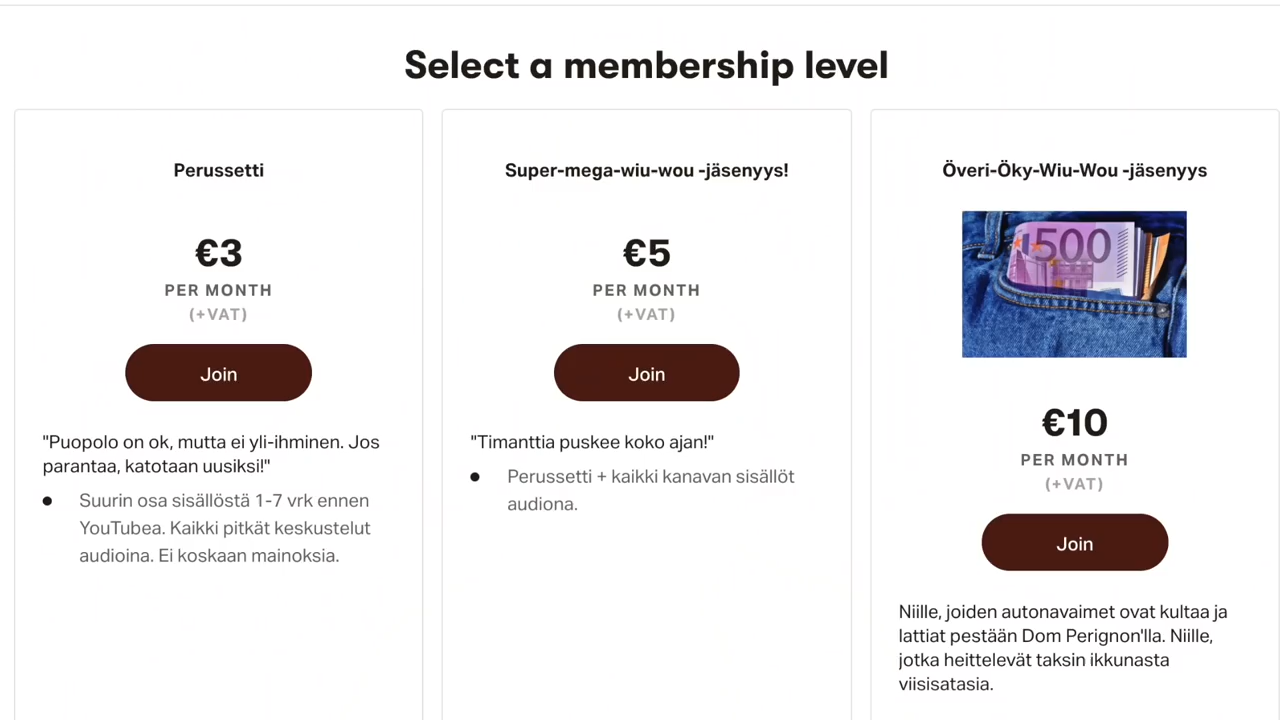 Select a membership level
Perussetti
€3
PER MONTH
(+VAT)
Join
"Puopolo on ok, mutta ei yli-ihminen. Jos
parantaa, katotaan uusiksi!"
Suurin osa sisällöstä 1-7 vrk ennen
YouTubea. Kaikki pitkät keskustelut
audioina. Ei koskaan mainoksia.
Super-mega-wiu-wou -jäsenyys!
€5
PER MONTH
(+VAT)
Join
"Timanttia puskee koko ajan!"
Perussetti + kaikki kanavan sisällöt
audiona.
Överi-Öky-Wiu-Wou -jäsenyys
500
€10
PER MONTH
(+VAT)
Join
Niille, joiden autonavaimet ovat kultaa ja
lattiat pestään Dom Perignon'lla. Niille,
jotka heittelevät taksin ikkunasta
viisisatasia.